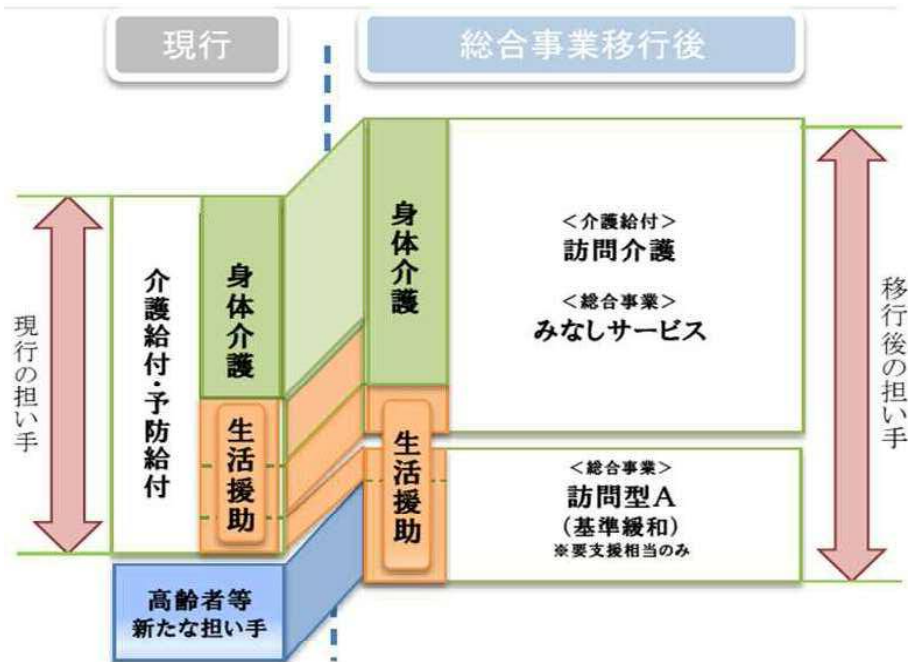 現行
総合事業移行後
現行の担い手
介護給付・予防給付
身体介護
生活援助
高齢者等
新たな担い手
身体介護
生活援助
＜介護給付＞
訪問介護
＜総合事業＞
みなしサービス
＜総合事業＞
訪問型A
(基準緩和)
※要支援相当のみ
移行後の担い手